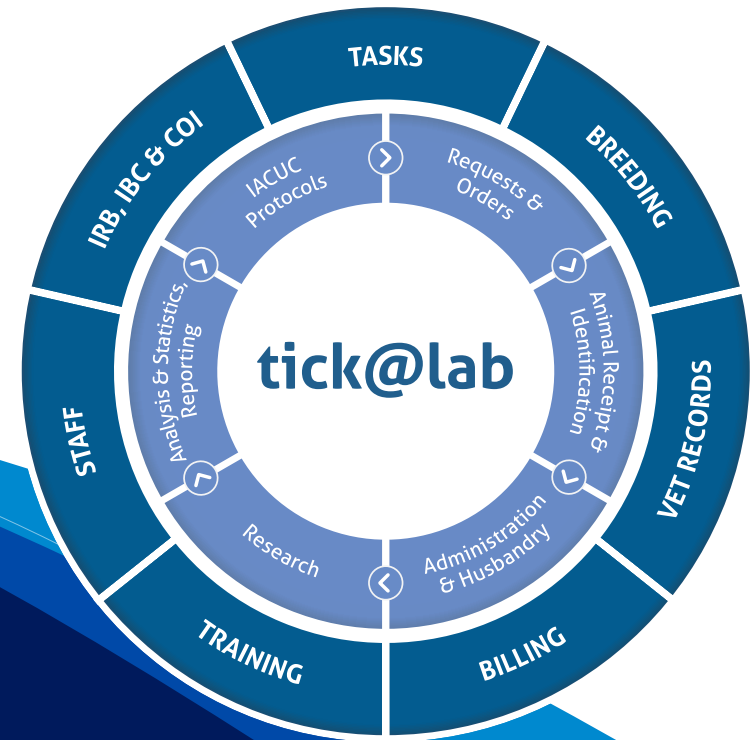 TASKS
BREEDING
VET RECORDS
BILLING
TRAINING
STAFF
IRB, IBC & COI
IACUC
Protocols
Requests &
Orders
Animal Receipt &
Identification
Administration
& Husbandry
Research
Analysis & Statistics,
Reporting
tick@lab